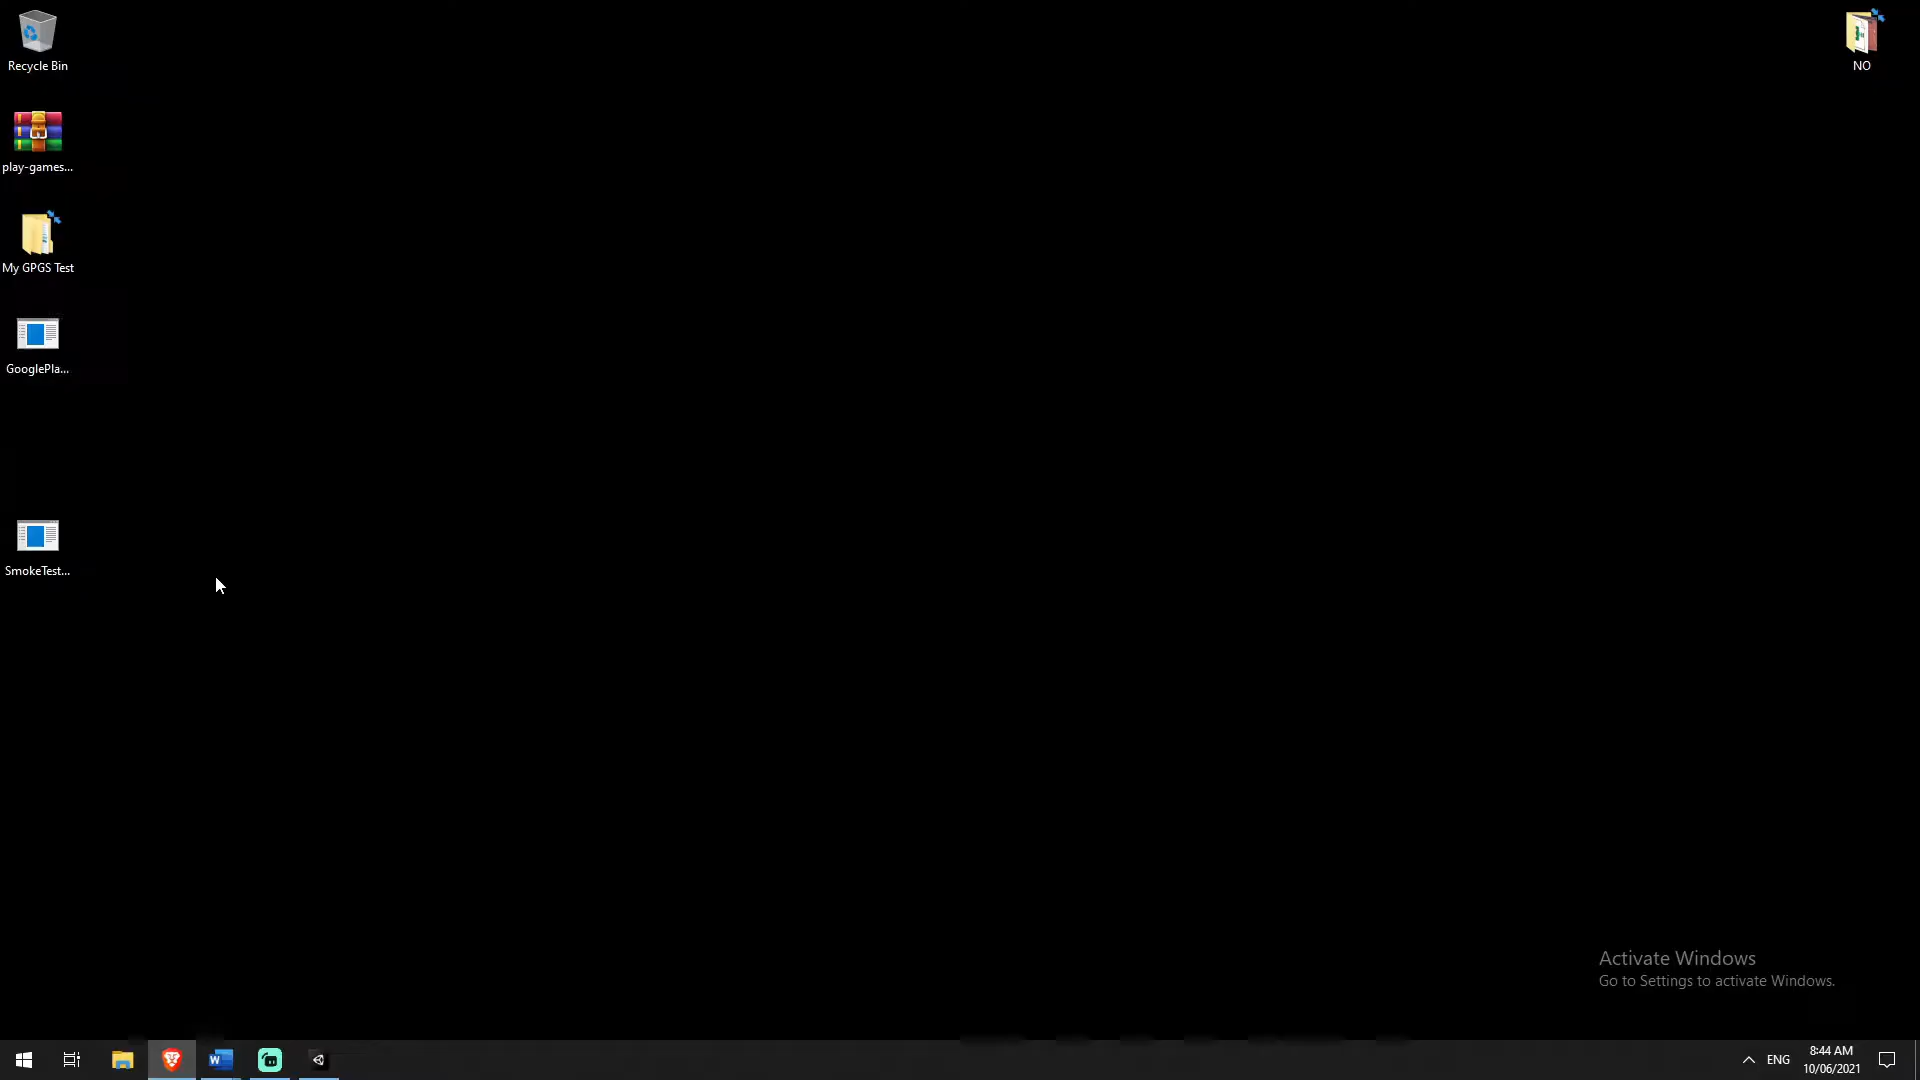 Recycle Bin
NO
play-games...
My GPGS Test
GooglePla...
SmokeTest...
Activate Windows
Go to Settings to activate Windows.
W
ENG
8:44 AM
10/06/2021